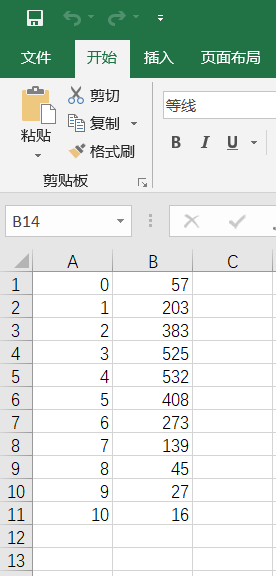 文件 开始 插入 页面布局
剪切
复制
粘贴
格式刷
剪贴板
等线
B I U
B14
A B C
1 0 57
2 1 203
3 2 383
4 3 525
5 4 532
6 5 408
7 6 273
8 7 139
9 8 45
10 9 27
11 10 16
12
13